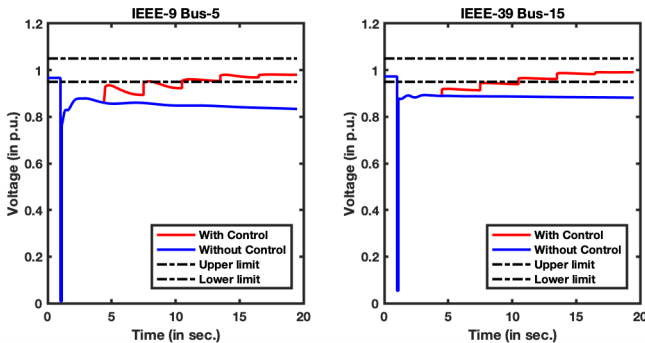 IEEE-9 Bus-5
1.2
1
0.8
0.6
0.4
0.2
0
Voltage (in p.u.)
With Control
Without Control
Upper limit
Lower limit
0 5 10 15 20
Time (in sec.)
IEEE-39 Bus-15
1.2
1
0.8
0.6
0.4
0.2
0
Voltage (in p.u.)
With Control
Without Control
Upper limit
Lower limit
0 5 10 15 20
Time (in sec.)